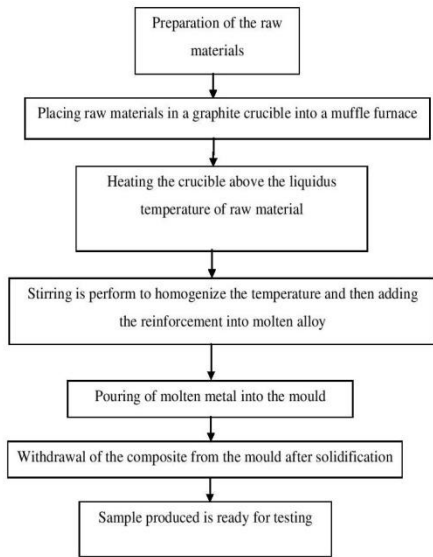 Preparation of the raw
materials
Placing raw materials in a graphite crucible into a muffle furnace
Heating the crucible above the liquidus
temperature of raw material
Stirring is perform to homogenize the temperature and then adding
the reinforcement into molten alloy
Pouring of molten metal into the mould
Withdrawal of the composite from the mould after solidification
Sample produced is ready for testing